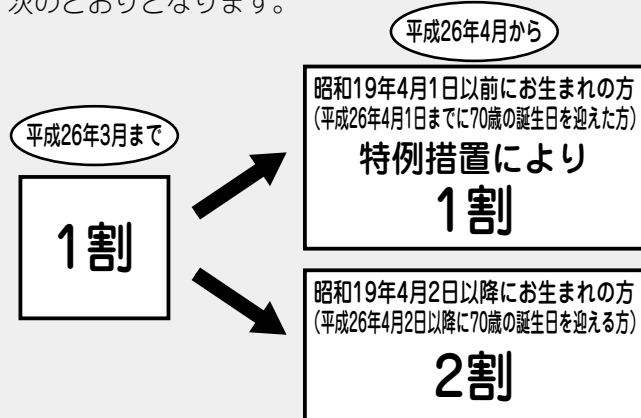 次のとおりとなります。
平成26年3月まで
1割
平成26年4月から
昭和19年4月1日以前にお生まれの方
(平成26年4月1日までに70歳の誕生日を迎えた方)
特例措置により
1割
昭和19年4月2日以降にお生まれの方
(平成26年4月2日以降に70歳の誕生日を迎える方)
2割